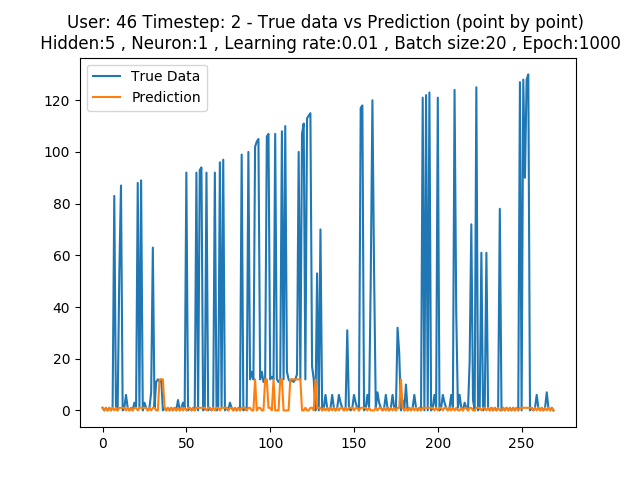 User: 46 Timestep: 2 - True data vs Prediction (point by point)
Hidden:5 , Neuron:1 , Learning rate:0.01 , Batch size:20 , Epoch:1000
True Data
Prediction
120
100
80
60
40
20
0
0 50 100 150 200 250